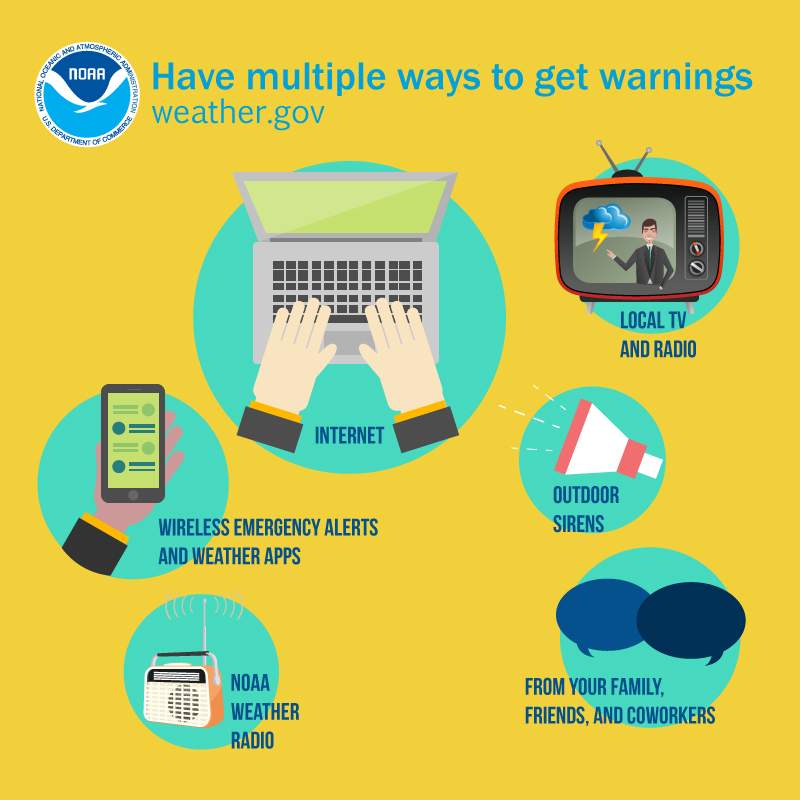 NATIONAL OCEANIC AND ATMOSPHERIC ADMINISTRATION
NOAA
U.S. DEPARTMENT OF COMMERCE
Have multiple ways to get warnings
weather.gov
LOCAL TV
AND RADIO
INTERNET
OUTDOOR
SIRENS
WIRELESS EMERGENCY ALERTS
AND WEATHER APPS
NOAA
WEATHER
RADIO
FROM YOUR FAMILY,
FRIENDS, AND COWORKERS